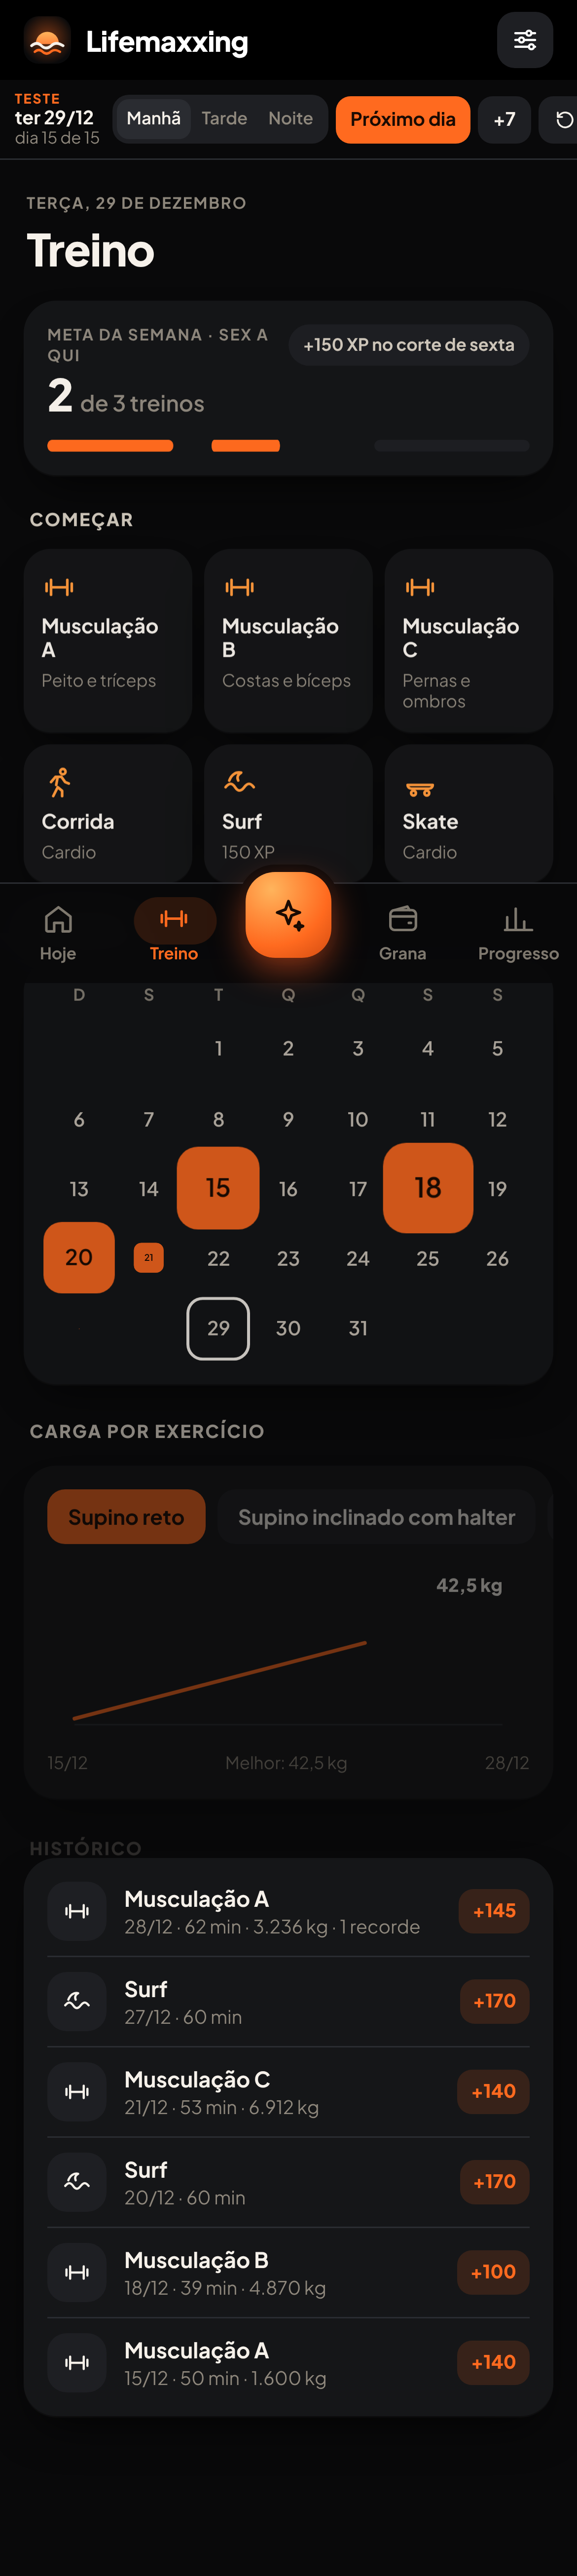 Lifemaxxing
TESTE
ter 29/12
dia 15 de 15
Manhã
Tarde
Noite
Próximo dia
+7
TERÇA, 29 DE DEZEMBRO
Treino
META DA SEMANA · SEX A
QUI
+150 XP no corte de sexta
2 de 3 treinos
COMEÇAR
Musculação
A
Peito e tríceps
Musculação
B
Costas e bíceps
Musculação
C
Pernas e
ombros
Corrida
Cardio
Surf
150 XP
Skate
Cardio
Hoje
Treino
Grana
Progresso
D S T Q Q S S
1 2 3 4 5
6 7 8 9 10 11 12
13 14 15 16 17 18 19
20 21 22 23 24 25 26
29 30 31
CARGA POR EXERCÍCIO
Supino reto
Supino inclinado com halter
42,5 kg
15/12
Melhor: 42,5 kg
28/12
HISTÓRICO
Musculação A
28/12 · 62 min · 3.236 kg · 1 recorde
+145
Surf
27/12 · 60 min
+170
Musculação C
21/12 · 53 min · 6.912 kg
+140
Surf
20/12 · 60 min
+170
Musculação B
18/12 · 39 min · 4.870 kg
+100
Musculação A
15/12 · 50 min · 1.600 kg
+140